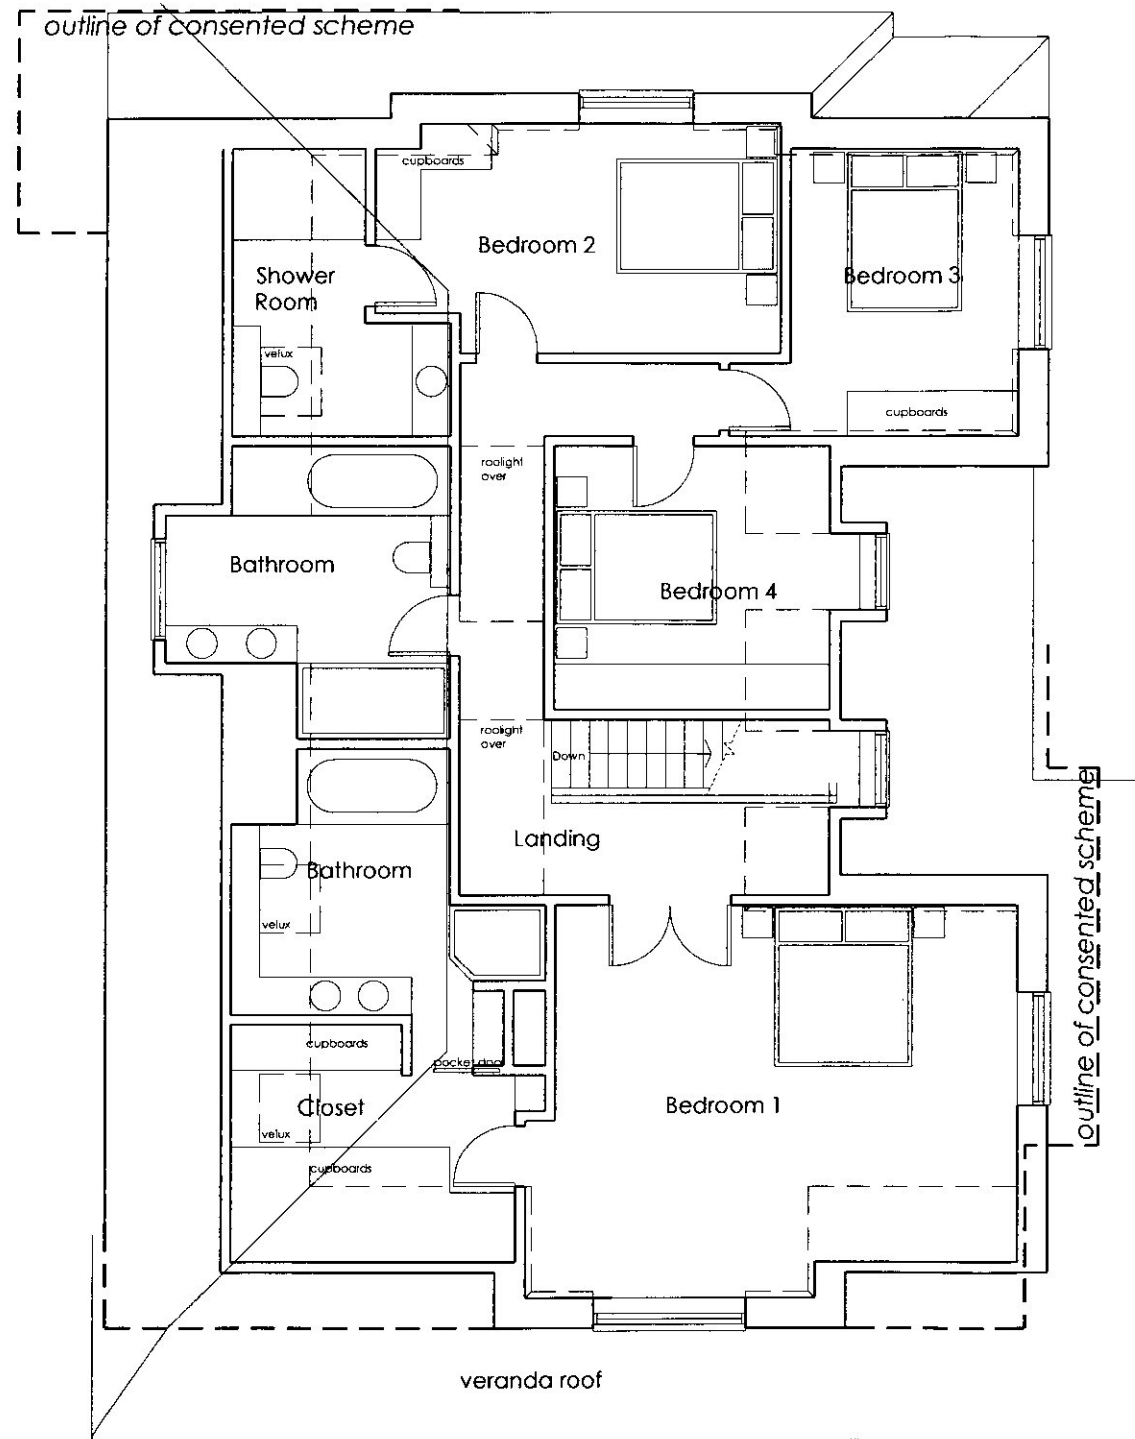 outline of consented scheme
cupboards
Bedroom 2
Bedroom 3
Shower
Room
velux
cupboards
rooflight
over
Bathroom
Bedroom 4
rooflight
over
Down
Landing
Bathroom
velux
outline of consented scheme
cupboards
pocket door
Closet
velux
Bedroom 1
cupboards
veranda roof